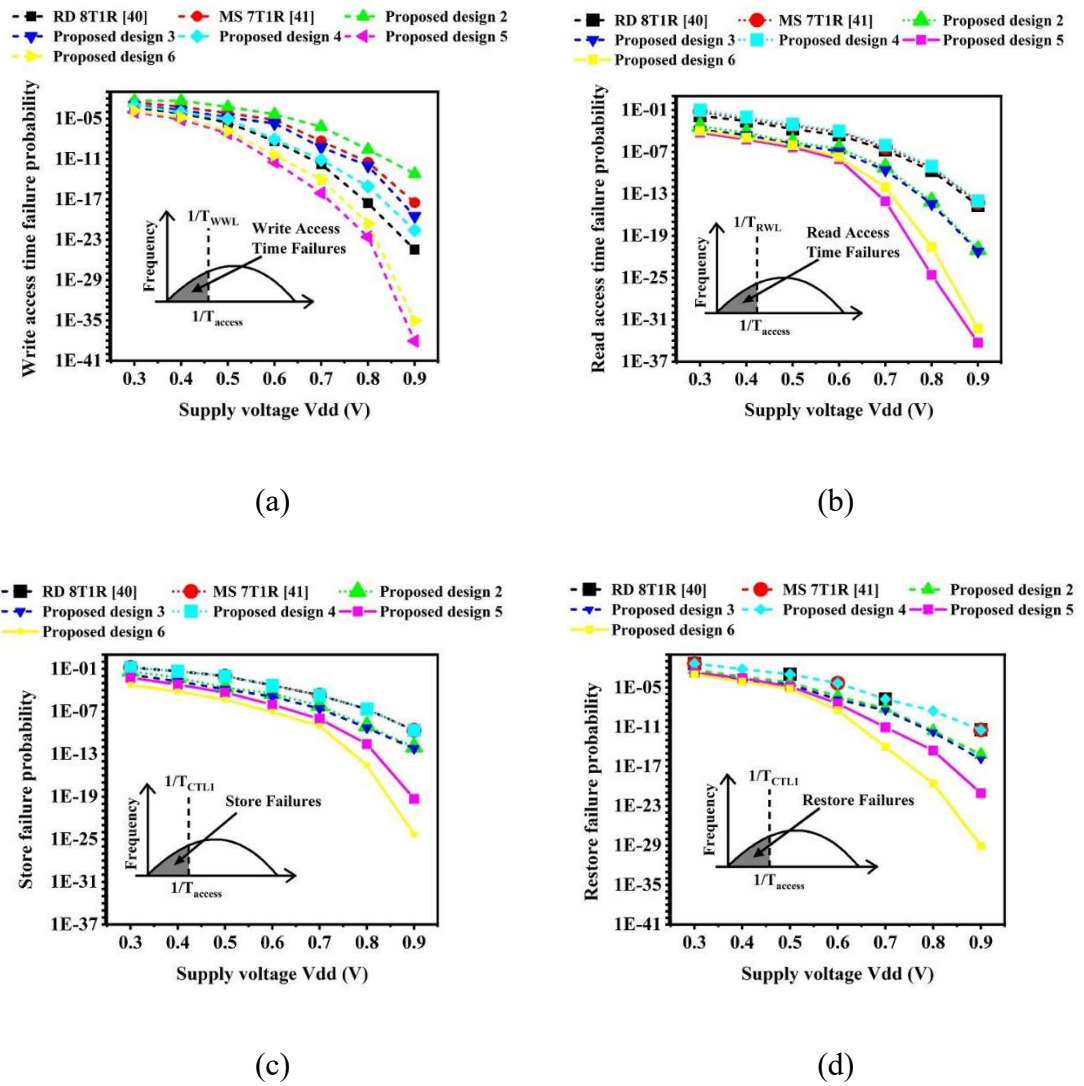 RD 8T1R [40] MS 7T1R [41] Proposed design 2
Proposed design 3 Proposed design 4 Proposed design 5
Proposed design 6
Write access time failure probability
1E-05
1E-11
1E-17
1E-23
1E-29
1E-35
1E-41
1/T_WWL
Write Access
Time Failures
Frequency
1/T_access
0.3 0.4 0.5 0.6 0.7 0.8 0.9
Supply voltage Vdd (V)
(a)
RD 8T1R [40] MS 7T1R [41] Proposed design 2
Proposed design 3 Proposed design 4 Proposed design 5
Proposed design 6
Read access time failure probability
1E-01
1E-07
1E-13
1E-19
1E-25
1E-31
1E-37
1/T_RWL
Read Access
Time Failures
Frequency
1/T_access
0.3 0.4 0.5 0.6 0.7 0.8 0.9
Supply voltage Vdd (V)
(b)
RD 8T1R [40] MS 7T1R [41] Proposed design 2
Proposed design 3 Proposed design 4 Proposed design 5
Proposed design 6
Store failure probability
1E-01
1E-07
1E-13
1E-19
1E-25
1E-31
1E-37
1/T_CTL1
Store Failures
Frequency
1/T_access
0.3 0.4 0.5 0.6 0.7 0.8 0.9
Supply voltage Vdd (V)
(c)
RD 8T1R [40] MS 7T1R [41] Proposed design 2
Proposed design 3 Proposed design 4 Proposed design 5
Proposed design 6
Restore failure probability
1E-05
1E-11
1E-17
1E-23
1E-29
1E-35
1E-41
1/T_CTL1
Restore Failures
Frequency
1/T_access
0.3 0.4 0.5 0.6 0.7 0.8 0.9
Supply voltage Vdd (V)
(d)